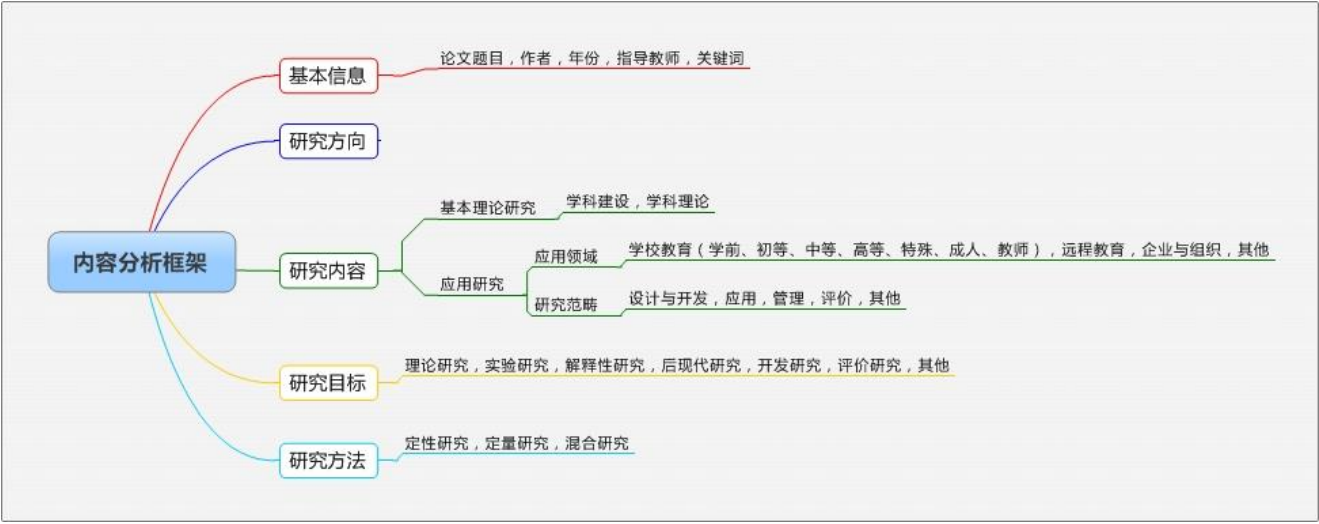 基本信息
论文题目，作者，年份，指导教师，关键词
研究方向
内容分析框架
研究内容
基本理论研究
学科建设，学科理论
应用研究
应用领域
学校教育（学前、初等、中等、高等、特殊、成人、教师），远程教育，企业与组织，其他
研究范畴
设计与开发，应用，管理，评价，其他
研究目标
理论研究，实验研究，解释性研究，后现代研究，开发研究，评价研究，其他
研究方法
定性研究，定量研究，混合研究